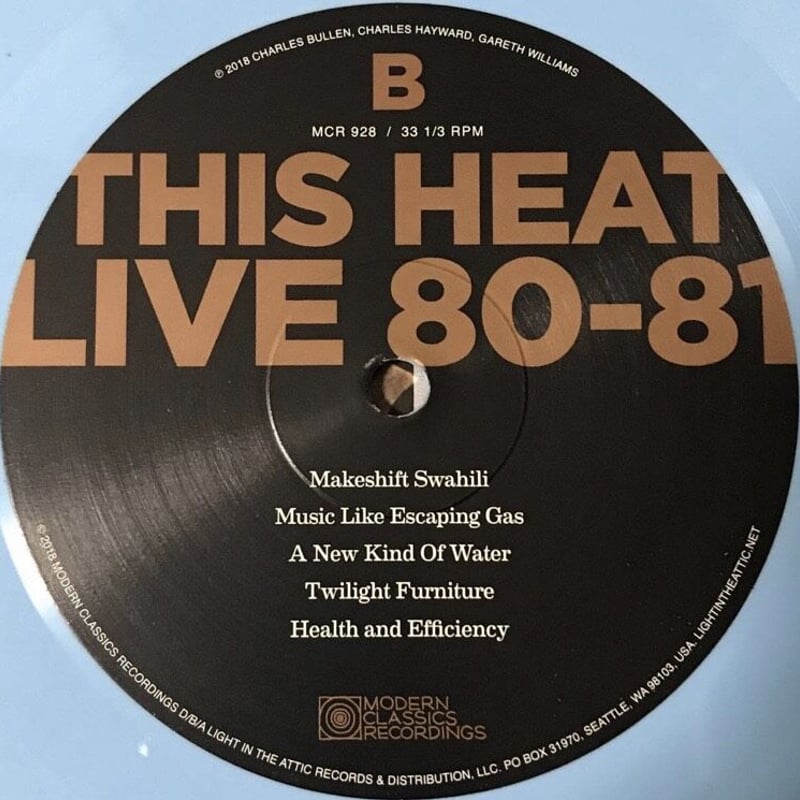 ℗ 2018 CHARLES BULLEN, CHARLES HAYWARD, GARETH WILLIAMS
B
MCR 928 / 33 1/3 RPM
THIS HEAT
LIVE 80-81
Makeshift Swahili
Music Like Escaping Gas
A New Kind Of Water
Twilight Furniture
Health and Efficiency
MODERN
CLASSICS
RECORDINGS
© 2018 MODERN CLASSICS RECORDINGS D/B/A LIGHT IN THE ATTIC RECORDS & DISTRIBUTION, LLC. PO BOX 31970, SEATTLE, WA 98103, USA. LIGHTINTHEATTIC.NET